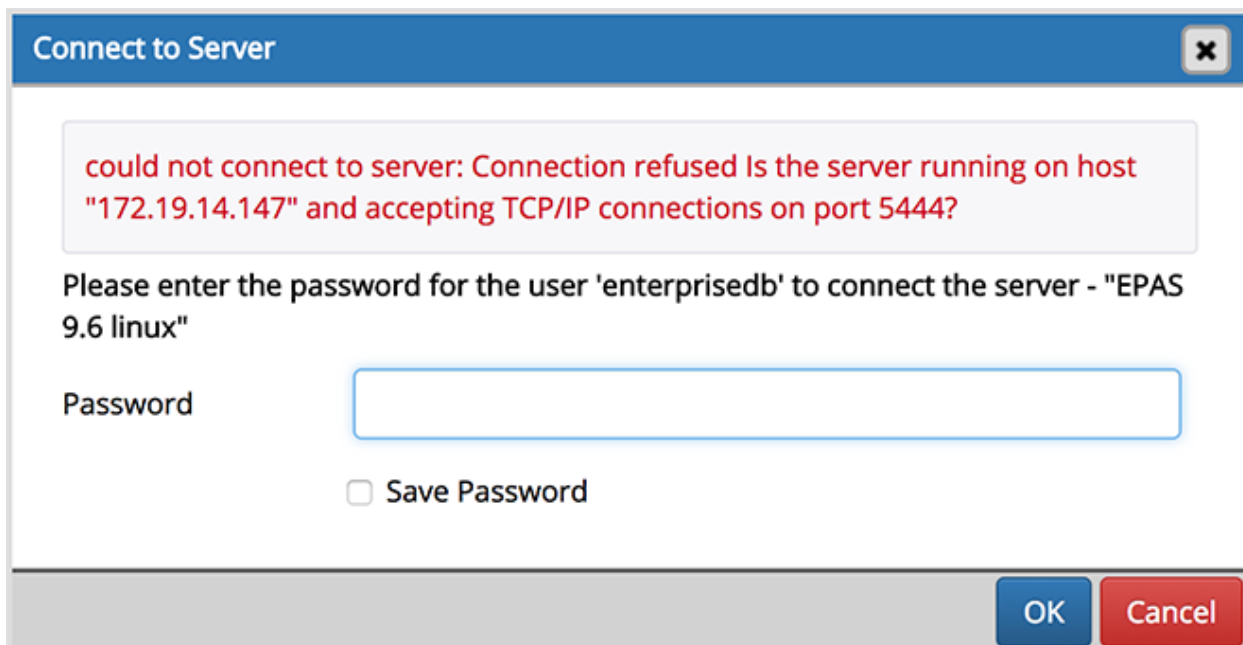 Connect to Server
could not connect to server: Connection refused Is the server running on host
"172.19.14.147" and accepting TCP/IP connections on port 5444?
Please enter the password for the user 'enterprisedb' to connect the server - "EPAS
9.6 linux"
Password
Save Password
OK
Cancel